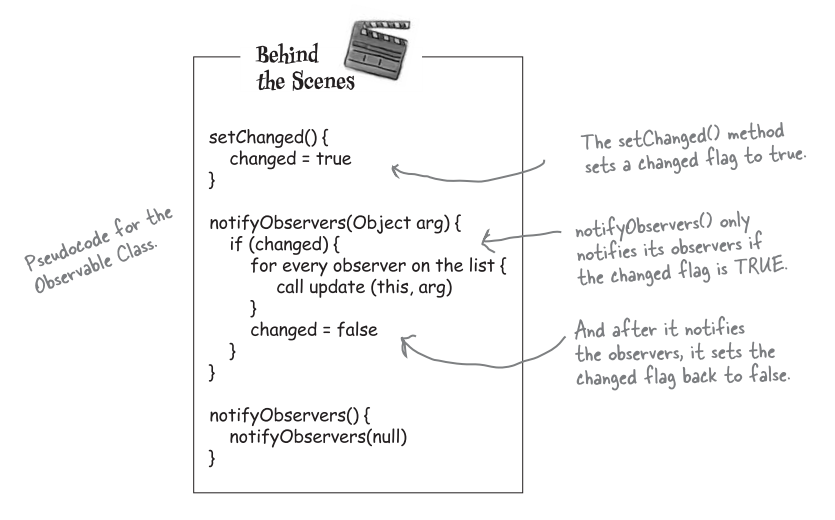 Behind
the Scenes
setChanged() {
changed = true
}
notifyObservers(Object arg) {
if (changed) {
for every observer on the list {
call update (this, arg)
}
changed = false
}
}
notifyObservers() {
notifyObservers(null)
}
Pseudocode for the
Observable Class.
The setChanged() method
sets a changed flag to true.
notifyObservers() only
notifies its observers if
the changed flag is TRUE.
And after it notifies
the observers, it sets the
changed flag back to false.